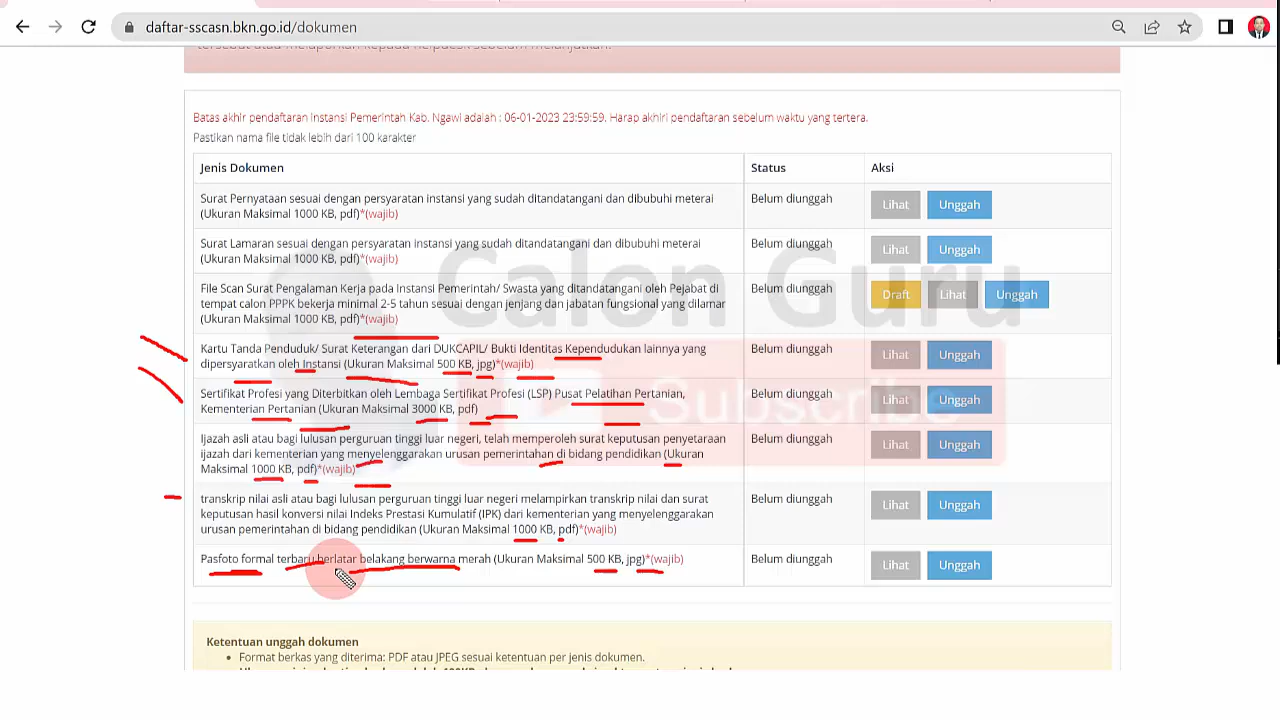 daftar-sscasn.bkn.go.id/dokumen
tersebut atau melaporkan kepada helpdesk sebelum melanjutkan.
Batas akhir pendaftaran instansi Pemerintah Kab. Ngawi adalah : 06-01-2023 23:59:59. Harap akhiri pendaftaran sebelum waktu yang tertera.
Pastikan nama file tidak lebih dari 100 karakter
Jenis Dokumen Status Aksi
Surat Pernyataan sesuai dengan persyaratan instansi yang sudah ditandatangani dan dibubuhi meterai Belum diunggah Lihat Unggah
(Ukuran Maksimal 1000 KB, pdf)*(wajib)
Surat Lamaran sesuai dengan persyaratan instansi yang sudah ditandatangani dan dibubuhi meterai Belum diunggah Lihat Unggah
(Ukuran Maksimal 1000 KB, pdf)*(wajib)
Calon Guru
File Scan Surat Pengalaman Kerja pada Instansi Pemerintah/ Swasta yang ditandatangani oleh Pejabat di Belum diunggah Draft Lihat Unggah
tempat calon PPPK bekerja minimal 2-5 tahun sesuai dengan jenjang dan jabatan fungsional yang dilamar
(Ukuran Maksimal 1000 KB, pdf)*(wajib)
Kartu Tanda Penduduk/ Surat Keterangan dari DUKCAPIL/ Bukti Identitas Kependudukan lainnya yang Belum diunggah Lihat Unggah
dipersyaratkan oleh Instansi (Ukuran Maksimal 500 KB, jpg)*(wajib)
Sertifikat Profesi yang Diterbitkan oleh Lembaga Sertifikat Profesi (LSP) Pusat Pelatihan Pertanian, Belum diunggah Lihat Unggah
Kementerian Pertanian (Ukuran Maksimal 3000 KB, pdf)
Subscribe
Ijazah asli atau bagi lulusan perguruan tinggi luar negeri, telah memperoleh surat keputusan penyetaraan Belum diunggah Lihat Unggah
ijazah dari kementerian yang menyelenggarakan urusan pemerintahan di bidang pendidikan (Ukuran
Maksimal 1000 KB, pdf)*(wajib)
transkrip nilai asli atau bagi lulusan perguruan tinggi luar negeri melampirkan transkrip nilai dan surat Belum diunggah Lihat Unggah
keputusan hasil konversi nilai Indeks Prestasi Kumulatif (IPK) dari kementerian yang menyelenggarakan
urusan pemerintahan di bidang pendidikan (Ukuran Maksimal 1000 KB, pdf)*(wajib)
Pasfoto formal terbaru berlatar belakang berwarna merah (Ukuran Maksimal 500 KB, jpg)*(wajib) Belum diunggah Lihat Unggah
Ketentuan unggah dokumen
Format berkas yang diterima: PDF atau JPEG sesuai ketentuan per jenis dokumen.